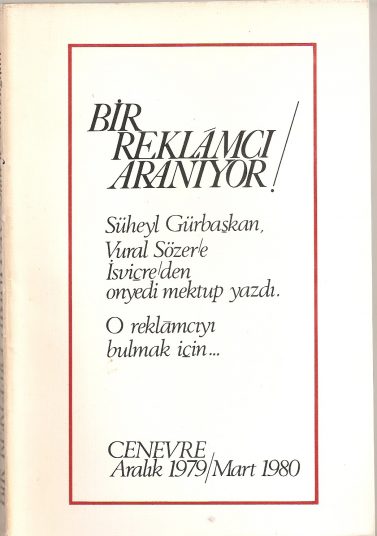 BİR
REKLÂMCI
ARANIYOR!
Süheyl Gürbaşkan,
Vural Sözer'e
İsviçre'den
onyedi mektup yazdı.
O reklāmcıyı
bulmak için...
CENEVRE
Aralık 1979/Mart 1980